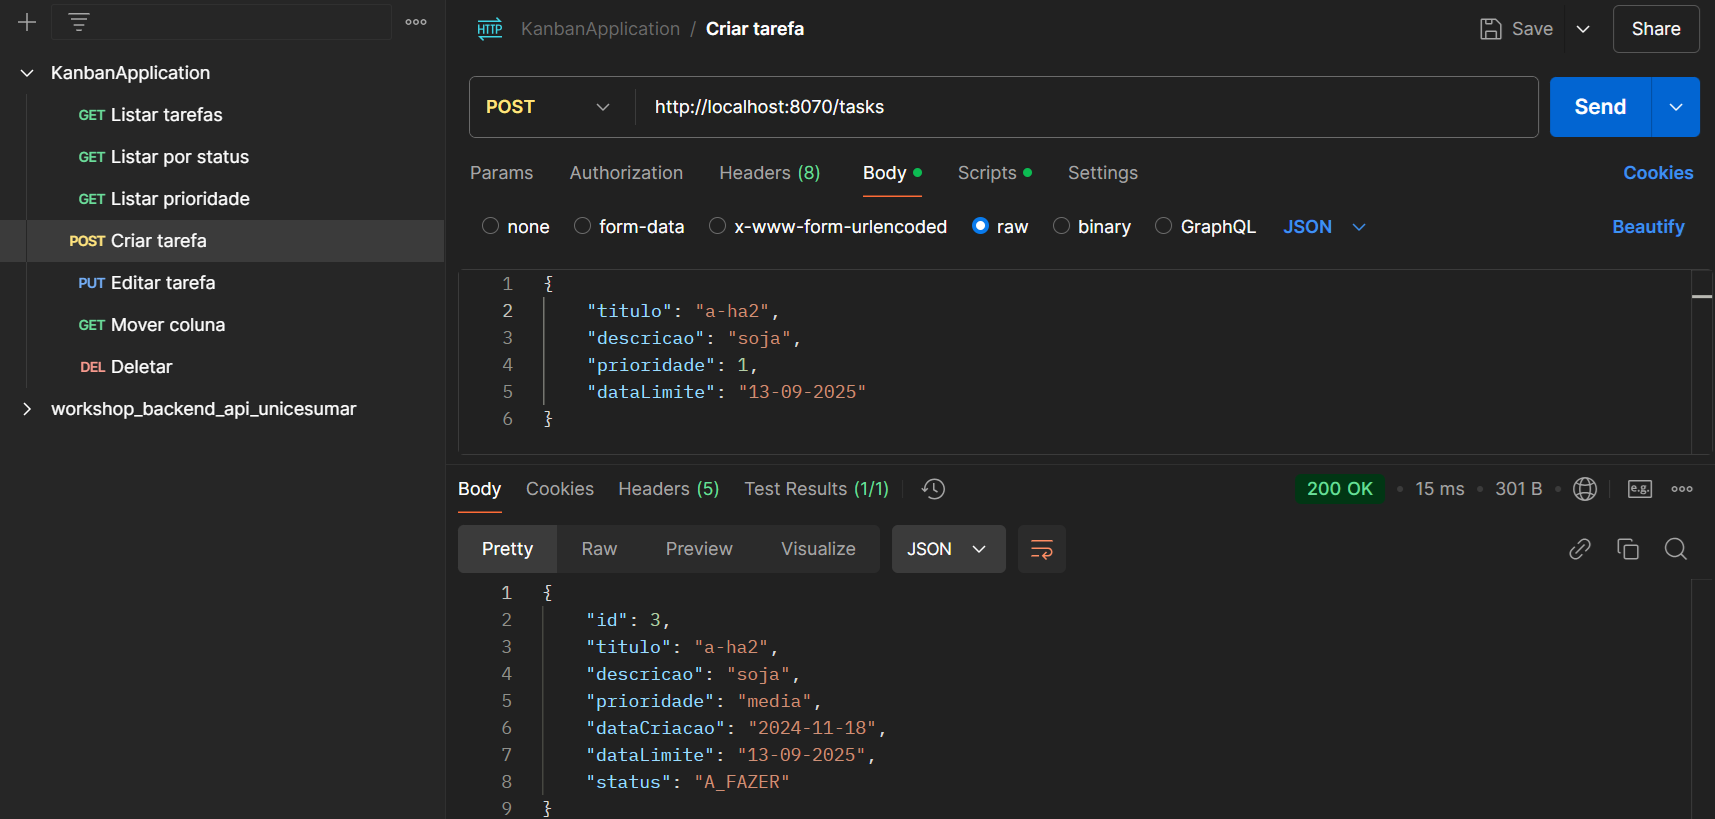 KanbanApplication
GET Listar tarefas
GET Listar por status
GET Listar prioridade
POST Criar tarefa
PUT Editar tarefa
GET Mover coluna
DEL Deletar
workshop_backend_api_unicesumar
HTTP KanbanApplication / Criar tarefa
Save
Share
POST http://localhost:8070/tasks
Send
Params Authorization Headers (8) Body Scripts Settings Cookies
none form-data x-www-form-urlencoded raw binary GraphQL JSON Beautify
1 {
2 "titulo": "a-ha2",
3 "descricao": "soja",
4 "prioridade": 1,
5 "dataLimite": "13-09-2025"
6 }
Body Cookies Headers (5) Test Results (1/1) 200 OK 15 ms 301 B e.g.
Pretty Raw Preview Visualize JSON
1 {
2 "id": 3,
3 "titulo": "a-ha2",
4 "descricao": "soja",
5 "prioridade": "media",
6 "dataCriacao": "2024-11-18",
7 "dataLimite": "13-09-2025",
8 "status": "A_FAZER"
9 }